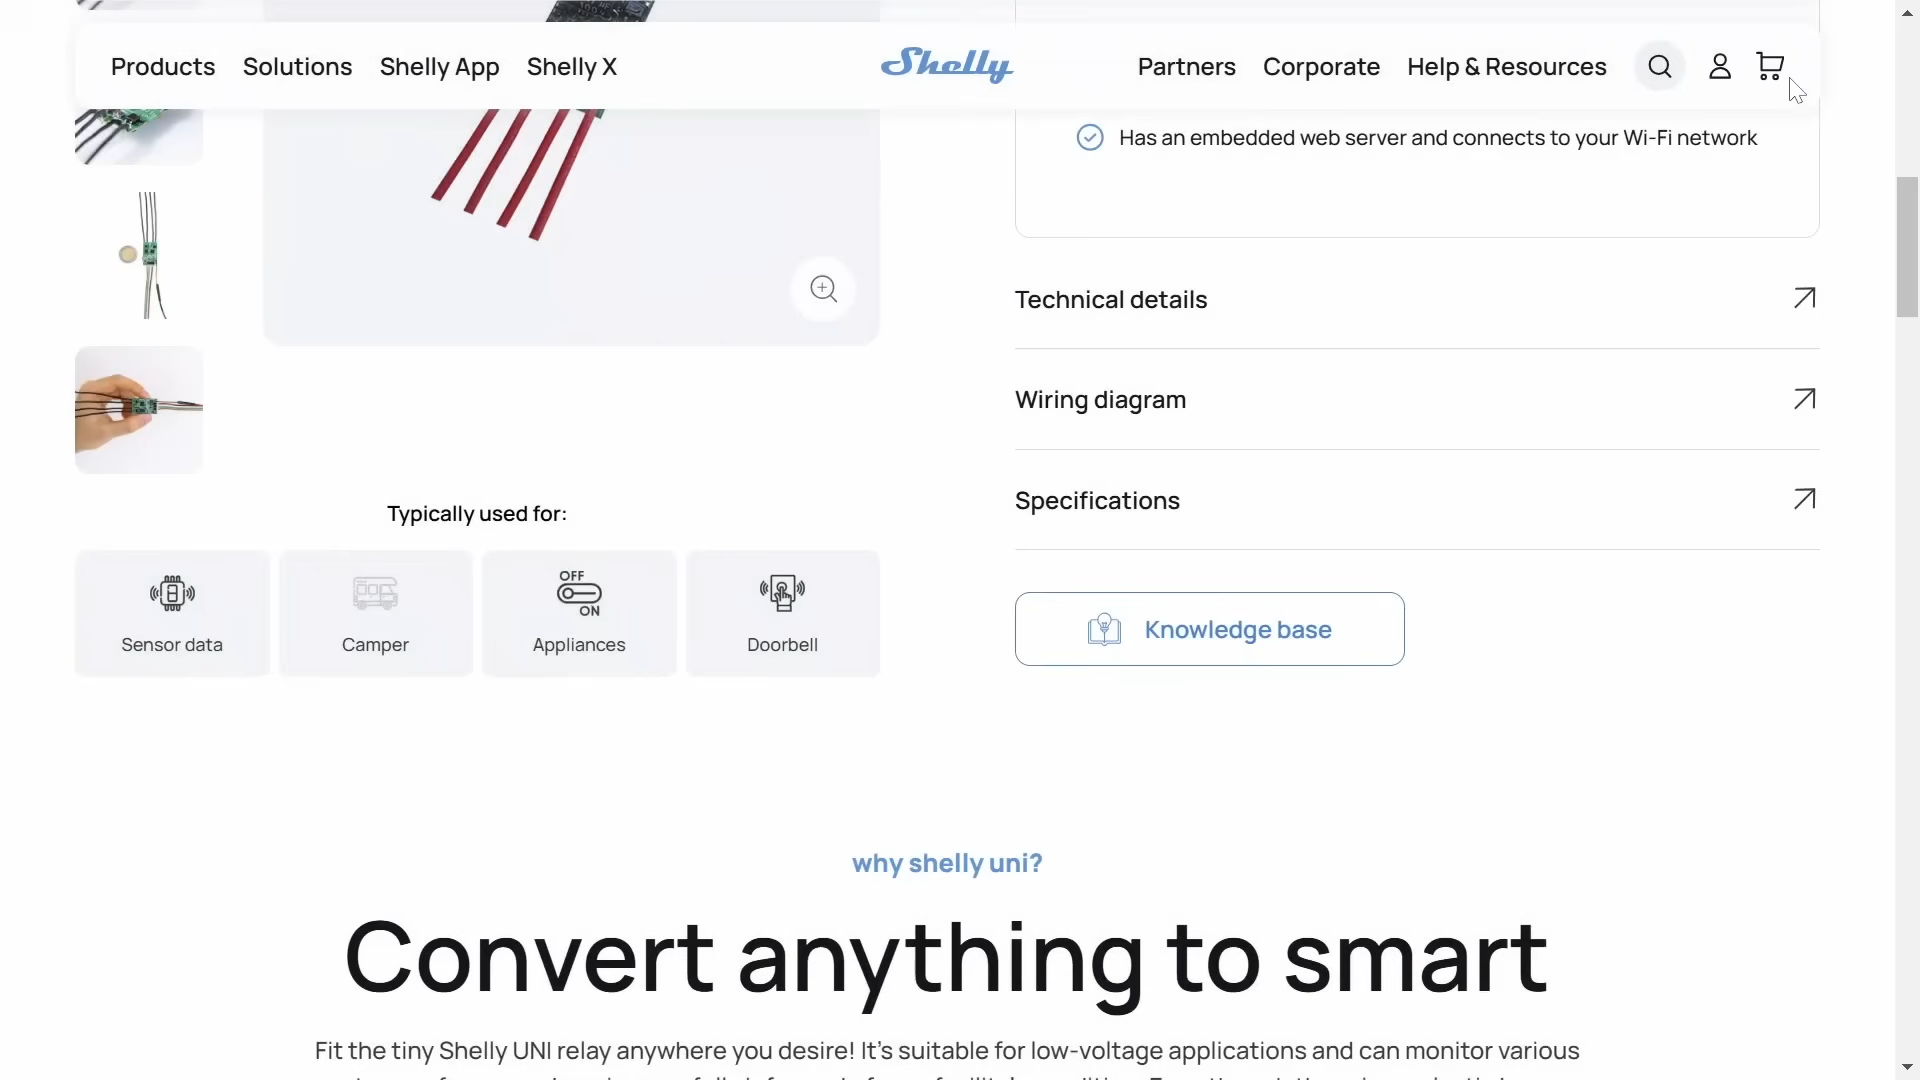 Products Solutions Shelly App Shelly X Shelly Partners Corporate Help & Resources
Has an embedded web server and connects to your Wi-Fi network
Technical details
Wiring diagram
Specifications
Knowledge base
Typically used for:
Sensor data
Camper
OFF
ON
Appliances
Doorbell
why shelly uni?
Convert anything to smart
Fit the tiny Shelly UNI relay anywhere you desire! It's suitable for low-voltage applications and can monitor various